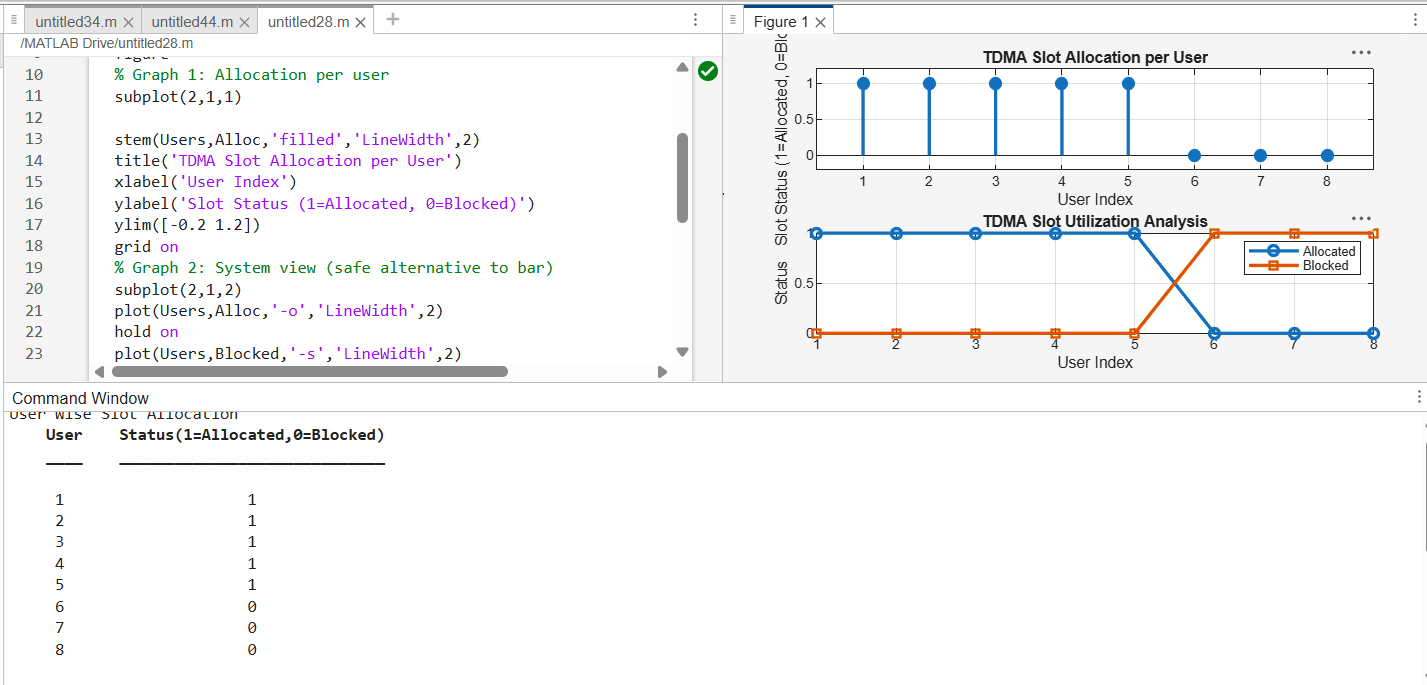 untitled34.m × untitled44.m × untitled28.m × +
/MATLAB Drive/untitled28.m
figure
10 % Graph 1: Allocation per user
11 subplot(2,1,1)
12
13 stem(Users,Alloc,'filled','LineWidth',2)
14 title('TDMA Slot Allocation per User')
15 xlabel('User Index')
16 ylabel('Slot Status (1=Allocated, 0=Blocked)')
17 ylim([-0.2 1.2])
18 grid on
19 % Graph 2: System view (safe alternative to bar)
20 subplot(2,1,2)
21 plot(Users,Alloc,'-o','LineWidth',2)
22 hold on
23 plot(Users,Blocked,'-s','LineWidth',2)
Figure 1 ×
TDMA Slot Allocation per User
Slot Status (1=Allocated, 0=Blo
1
0.5
0
1 2 3 4 5 6 7 8
User Index
TDMA Slot Utilization Analysis
Status
1
0.5
0
Allocated
Blocked
1 2 3 4 5 6 7 8
User Index
Command Window
User Wise Slot Allocation
User Status(1=Allocated,0=Blocked)
1 1
2 1
3 1
4 1
5 1
6 0
7 0
8 0